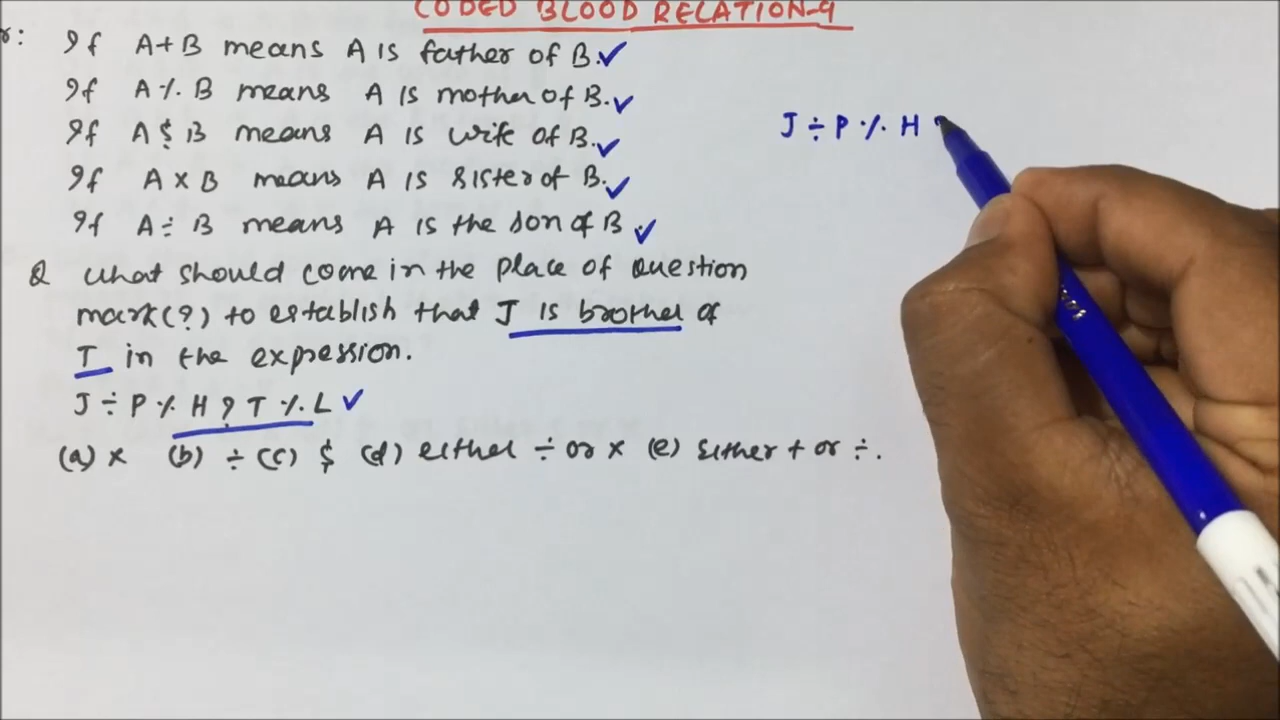 CODED BLOOD RELATION-9
If A+B means A is father of B.✓
If A % B means A is mother of B.✓
If A $ B means A is wife of B.✓
If A × B means A is sister of B.✓
If A ÷ B means A is the son of B.✓
Q what should come in the place of question
mark(?) to establish that J is brother of
T in the expression.
J ÷ P % H ? T % L ✓
(a) × (b) ÷ (c) $ (d) either ÷ or × (e) Either + or ÷.
J ÷ P % H